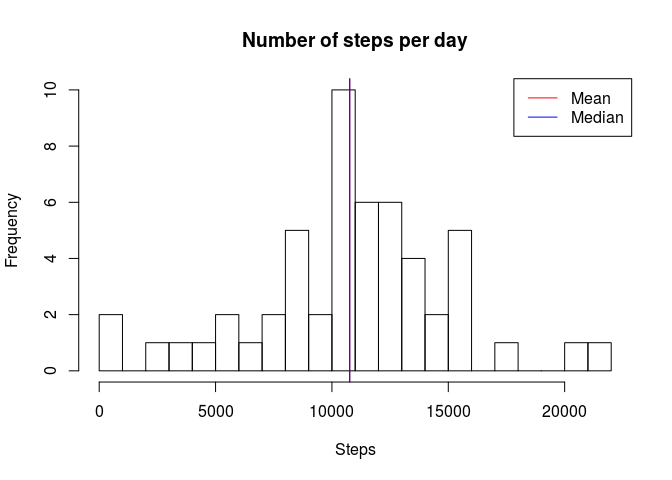 Number of steps per day
Mean
Median
Frequency
10
8
6
4
2
0
0 5000 10000 15000 20000
Steps